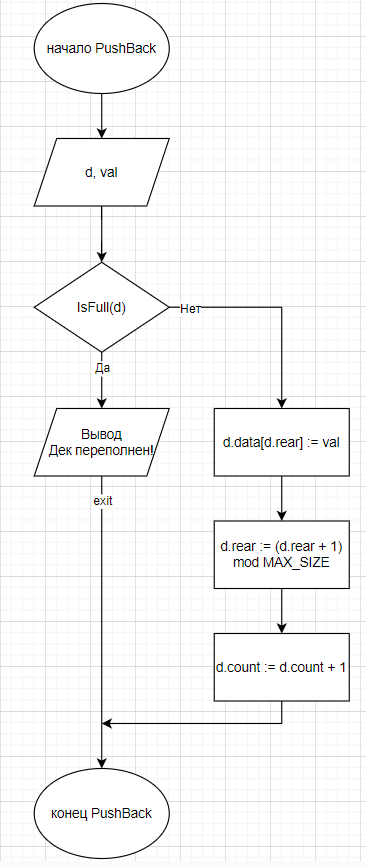 начало PushBack
d, val
IsFull(d)
Нет
Да
Вывод
Дек переполнен!
exit
d.data[d.rear] := val
d.rear := (d.rear + 1)
mod MAX_SIZE
d.count := d.count + 1
конец PushBack